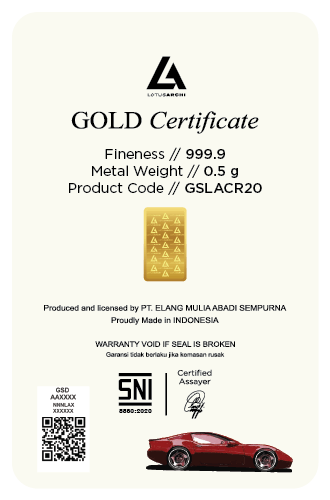 LOTUSARCHI
GOLD Certificate
Fineness // 999.9
Metal Weight // 0.5 g
Product Code // GSLACR20
Produced and licensed by PT. ELANG MULIA ABADI SEMPURNA
Proudly Made in INDONESIA
WARRANTY VOID IF SEAL IS BROKEN
Garansi tidak berlaku jika kemasan rusak
GSD
AAXXXX
NNNLAX
XXXXXX
SNI
8880:2020
Certified
Assayer